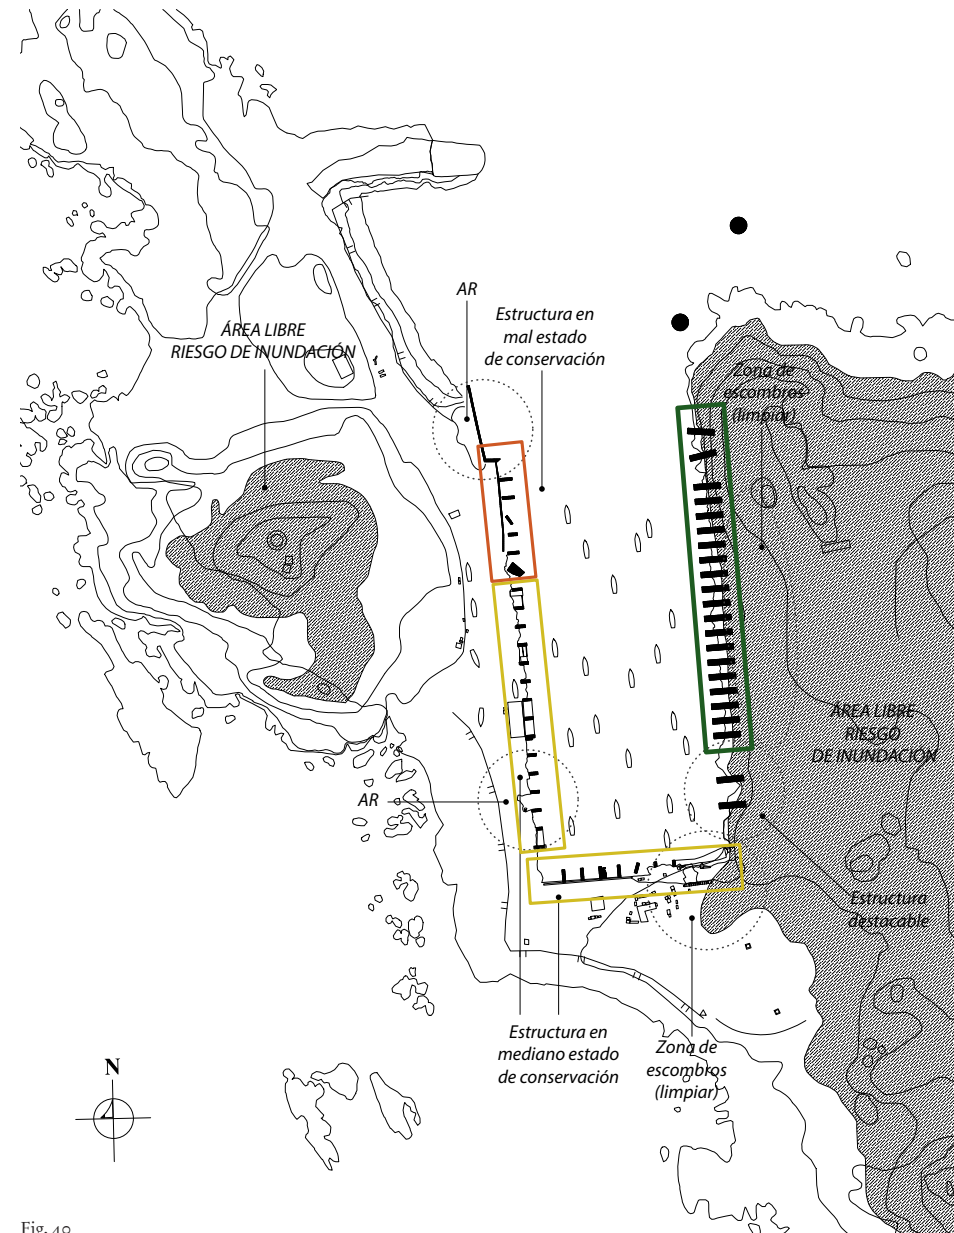 AR
Estructura en
mal estado
de conservación
ÁREA LIBRE
RIESGO DE INUNDACIÓN
Zona de
escombros
(limpiar)
ÁREA LIBRE
RIESGO
DE INUNDACIÓN
AR
Estructura
destacable
Estructura en
mediano estado
de conservación
Zona de
escombros
(limpiar)
N
Fig. 40